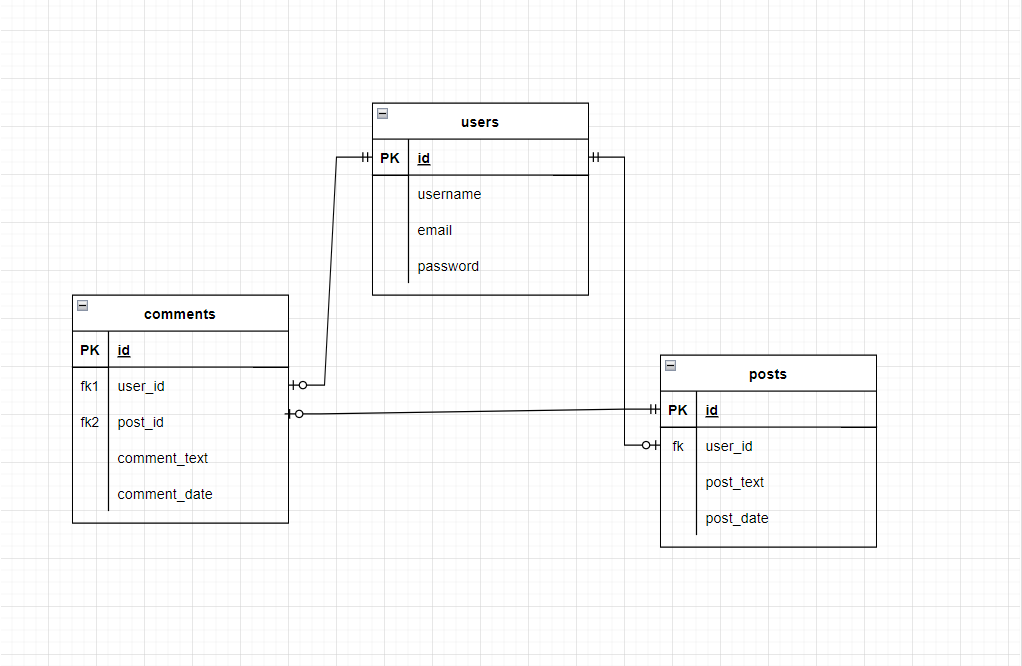 users
PK id
username
email
password
comments
PK id
fk1 user_id
fk2 post_id
comment_text
comment_date
posts
PK id
fk user_id
post_text
post_date